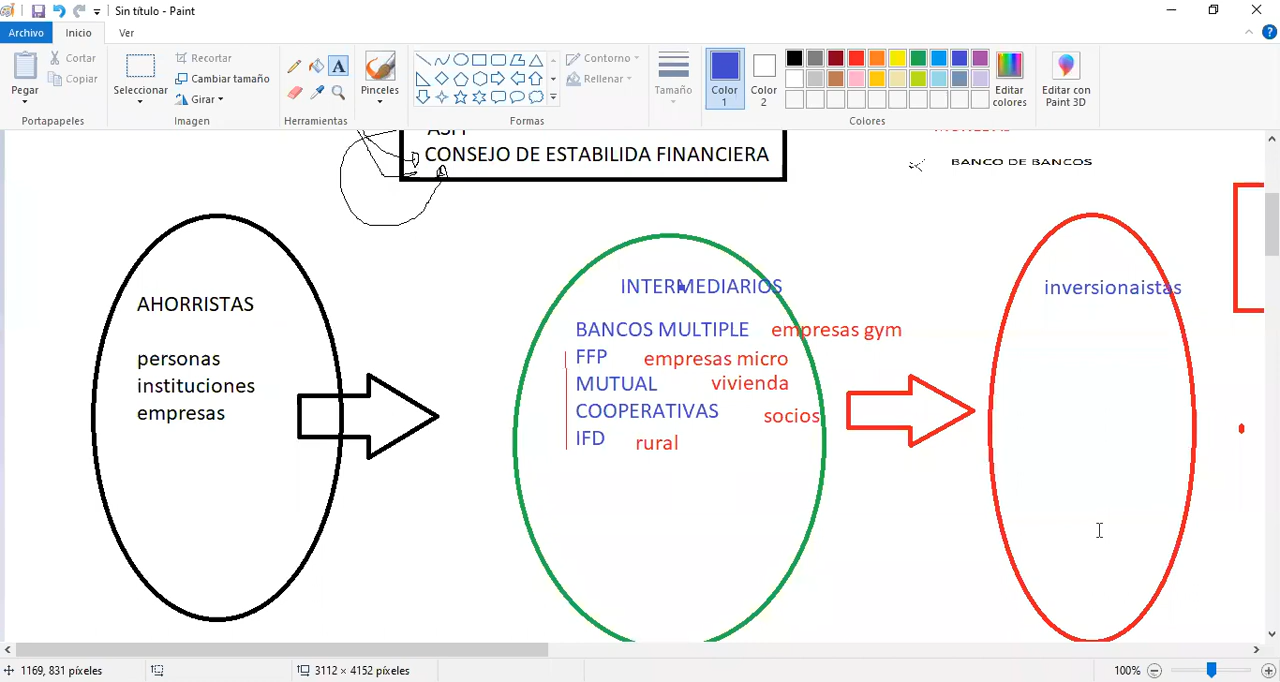 Sin título - Paint
Archivo Inicio Ver
Pegar
Cortar
Copiar
Portapapeles
Seleccionar
Recortar
Cambiar tamaño
Girar
Imagen
A
Herramientas
Pinceles
Contorno
Rellenar
Formas
Tamaño
Color 1
Color 2
Editar colores
Editar con Paint 3D
Colores
CONSEJO DE ESTABILIDA FINANCIERA
BANCO DE BANCOS
AHORRISTAS
personas
instituciones
empresas
INTERMEDIARIOS
BANCOS MULTIPLE empresas gym
FFP empresas micro
MUTUAL vivienda
COOPERATIVAS socios
IFD rural
inversionaistas
1169, 831 píxeles
3112 × 4152 píxeles
100%